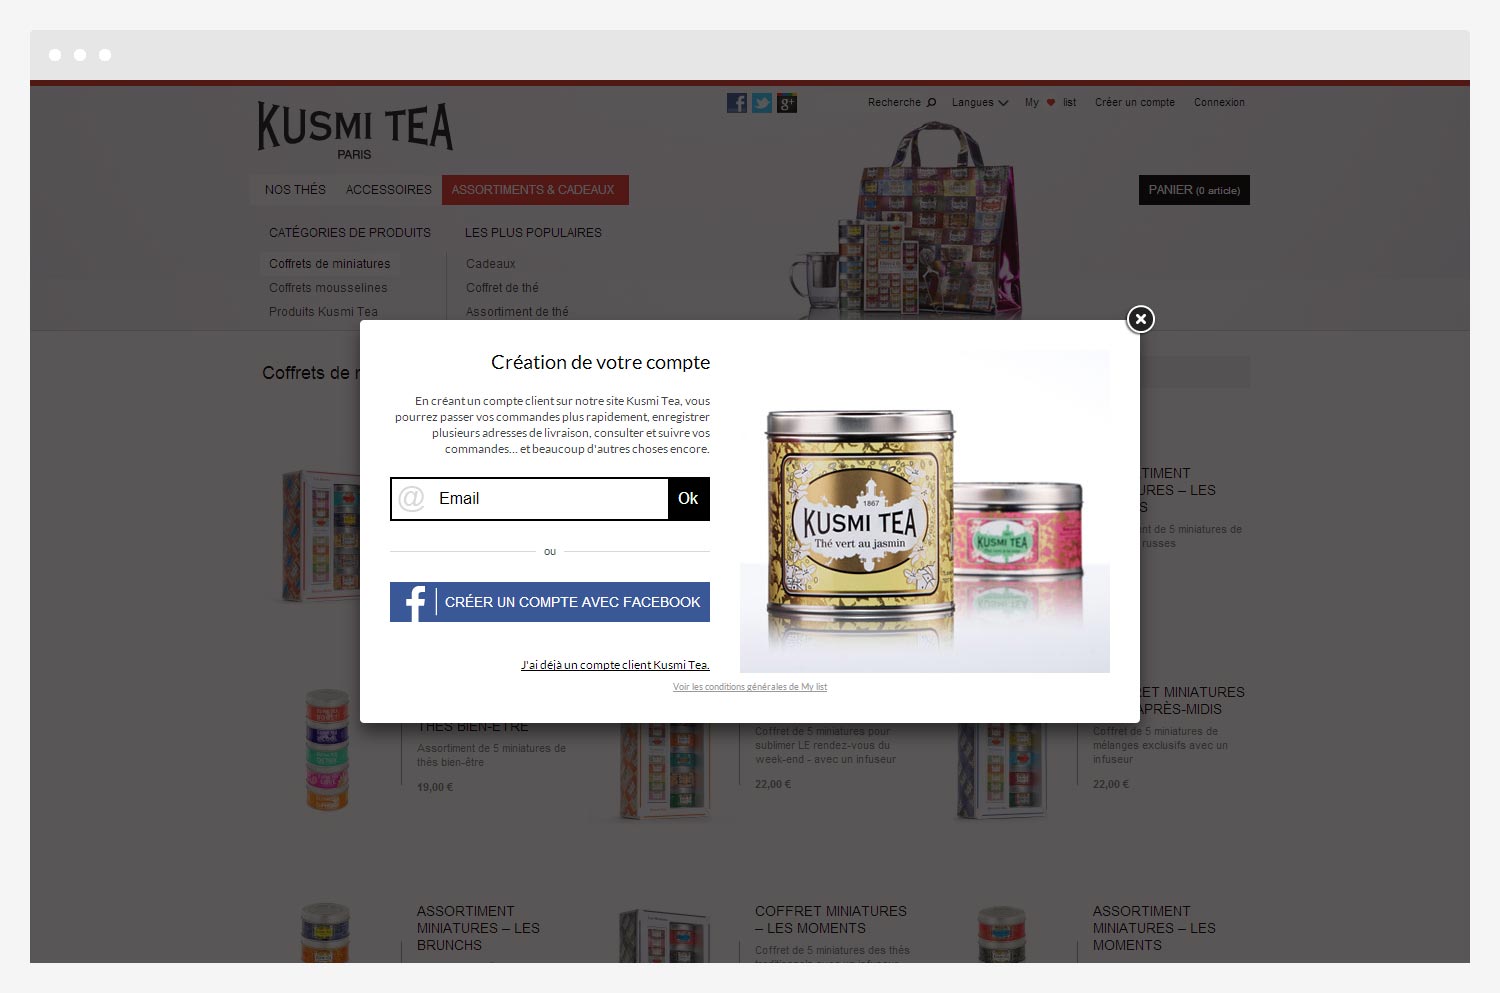 KUSMI TEA
PARIS
Recherche
Langues
My list
Créer un compte
Connexion
NOS THÉS
ACCESSOIRES
ASSORTIMENTS & CADEAUX
PANIER (0 article)
CATÉGORIES DE PRODUITS
LES PLUS POPULAIRES
Coffrets de miniatures
Cadeaux
Coffrets mousselines
Coffret de thé
Produits Kusmi Tea
Assortiment de thé
Coffrets de
Création de votre compte
En créant un compte client sur notre site Kusmi Tea, vous
pourrez passer vos commandes plus rapidement, enregistrer
plusieurs adresses de livraison, consulter et suivre vos
commandes... et beaucoup d'autres choses encore.
@ Email
Ok
ou
f CRÉER UN COMPTE AVEC FACEBOOK
J'ai déjà un compte client Kusmi Tea.
Voir les conditions générales de My list
1867
KUSMI TEA
Thé vert au jasmin
KUSMI TEA
TIMENT
URES – LES
S
nt de 5 miniatures de
russes
THÉS BIEN-ÊTRE
Assortiment de 5 miniatures de
thés bien-être
19,00 €
Coffret de 5 miniatures pour
sublimer LE rendez-vous du
week-end - avec un infuseur
22,00 €
ET MINIATURES
APRÈS-MIDIS
Coffret de 5 miniatures de
mélanges exclusifs avec un
infuseur
22,00 €
ASSORTIMENT
MINIATURES – LES
BRUNCHS
COFFRET MINIATURES
– LES MOMENTS
Coffret de 5 miniatures des thés
ASSORTIMENT
MINIATURES – LES
MOMENTS